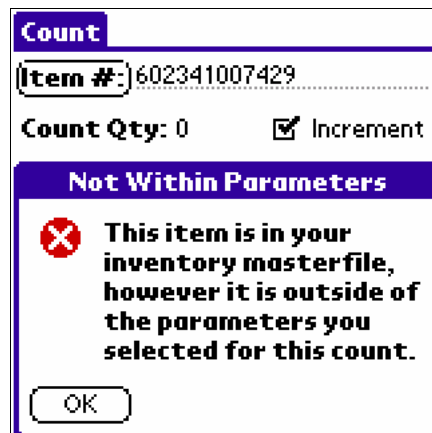 Count
Item #: 602341007429
Count Qty: 0 Increment
Not Within Parameters
This item is in your
inventory masterfile,
however it is outside of
the parameters you
selected for this count.
OK